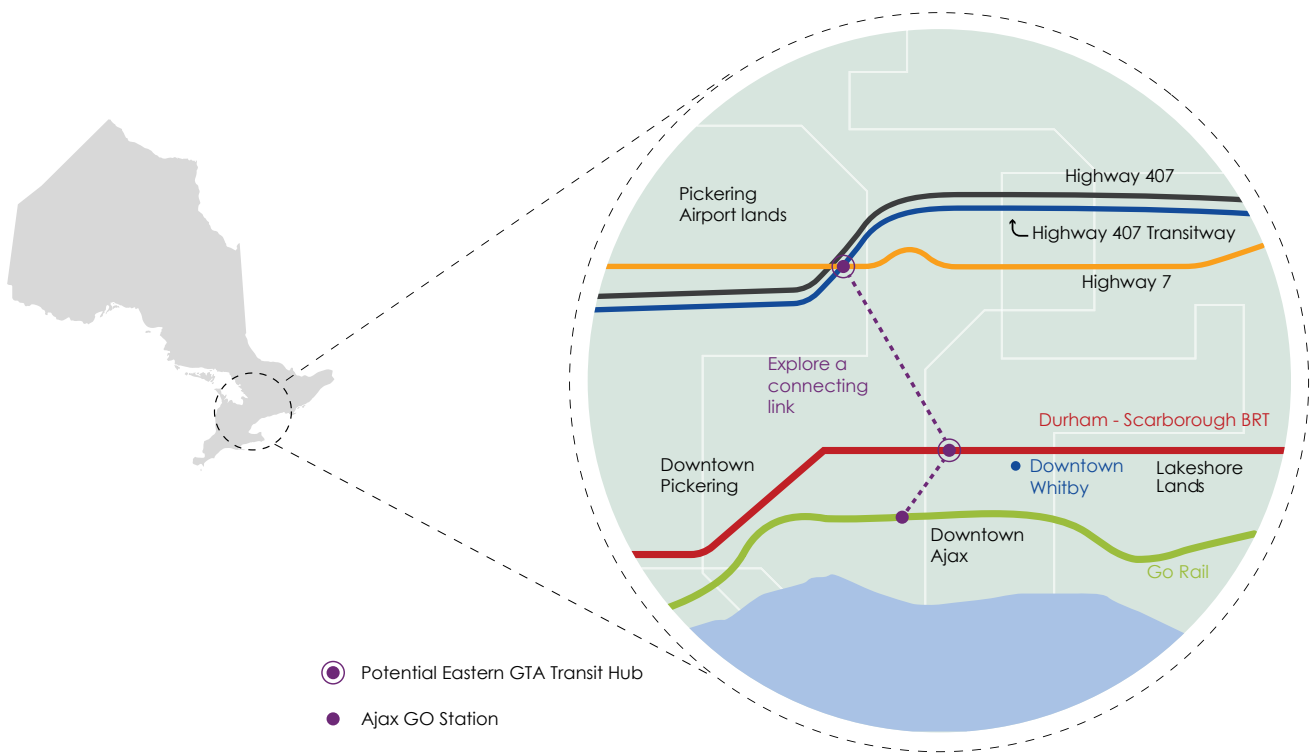 Highway 407
Pickering
Airport lands
Highway 407 Transitway
Highway 7
Explore a
connecting
link
Durham - Scarborough BRT
Downtown
Pickering
Downtown
Whitby
Lakeshore
Lands
Downtown
Ajax
Go Rail
Potential Eastern GTA Transit Hub
Ajax GO Station